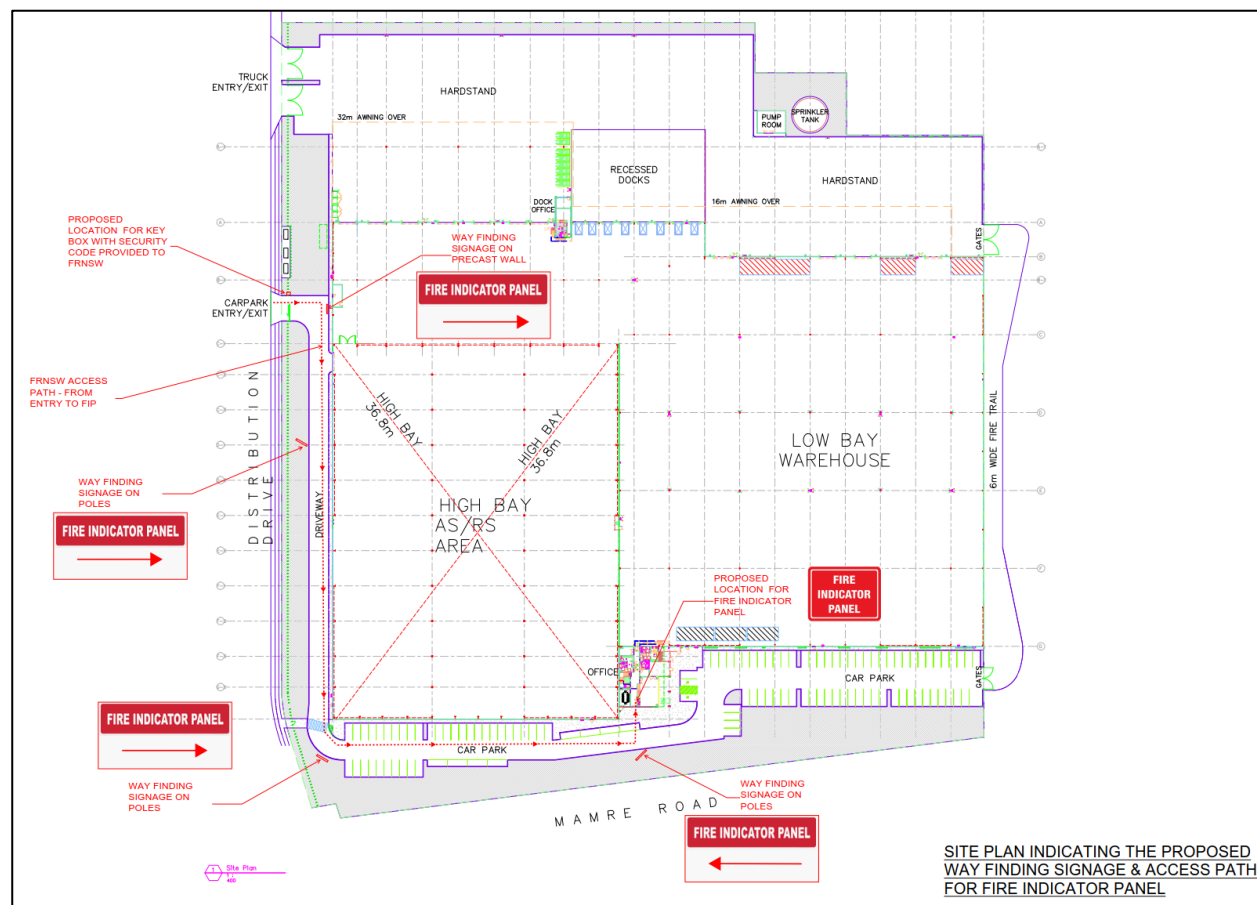 TRUCK
ENTRY/EXIT
HARDSTAND
32m AWNING OVER
PUMP
ROOM
SPRINKLER
TANK
RECESSED
DOCKS
HARDSTAND
DOCK
OFFICE
16m AWNING OVER
PROPOSED
LOCATION FOR KEY
BOX WITH SECURITY
CODE PROVIDED TO
FRNSW
WAY FINDING
SIGNAGE ON
PRECAST WALL
GATES
FIRE INDICATOR PANEL
CARPARK
ENTRY/EXIT
FRNSW ACCESS
PATH - FROM
ENTRY TO FIP
HIGH BAY
36.8m
HIGH BAY
36.8m
DISTRIBUTION
DRIVE
DRIVEWAY
LOW BAY
WAREHOUSE
6m WIDE FIRE TRAIL
WAY FINDING
SIGNAGE ON
POLES
FIRE INDICATOR PANEL
HIGH BAY
AS/RS
AREA
PROPOSED
LOCATION FOR
FIRE INDICATOR
PANEL
FIRE
INDICATOR
PANEL
OFFICE
CAR PARK
GATES
FIRE INDICATOR PANEL
CAR PARK
WAY FINDING
SIGNAGE ON
POLES
WAY FINDING
SIGNAGE ON
POLES
MAMRE ROAD
FIRE INDICATOR PANEL
1
Site Plan
SITE PLAN INDICATING THE PROPOSED
WAY FINDING SIGNAGE & ACCESS PATH
FOR FIRE INDICATOR PANEL